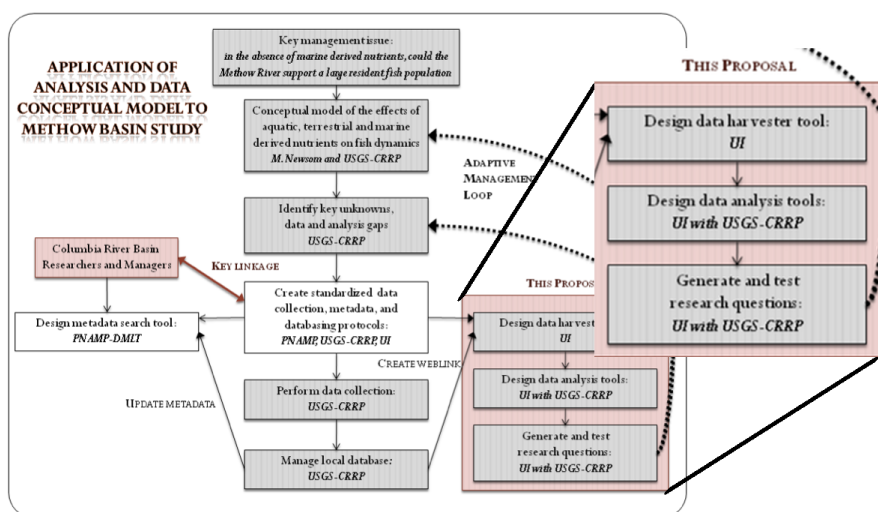 APPLICATION OF
ANALYSIS AND DATA
CONCEPTUAL MODEL TO
METHOW BASIN STUDY
Key management issue:
in the absence of marine derived nutrients, could the
Methow River support a large resident fish population
Conceptual model of the effects of
aquatic, terrestrial and marine
derived nutrients on fish dynamics
M. Newsom and USGS-CRRP
ADAPTIVE
MANAGEMENT
LOOP
Identify key unknowns,
data and analysis gaps
USGS-CRRP
Columbia River Basin
Researchers and Managers
KEY LINKAGE
Create standardized data
collection, metadata, and
databasing protocols:
PNAMP, USGS-CRRP, UI
Design metadata search tool:
PNAMP-DMLT
CREATE WEBLINK
Perform data collection:
USGS-CRRP
UPDATE METADATA
Manage local database:
USGS-CRRP
THIS PROPOS
Design data harvest
UI
Design data analysis tools:
UI with USGS-CRRP
Generate and test
research questions:
UI with USGS-CRRP
THIS PROPOSAL
Design data harvester tool:
UI
Design data analysis tools:
UI with USGS-CRRP
Generate and test
research questions:
UI with USGS-CRRP